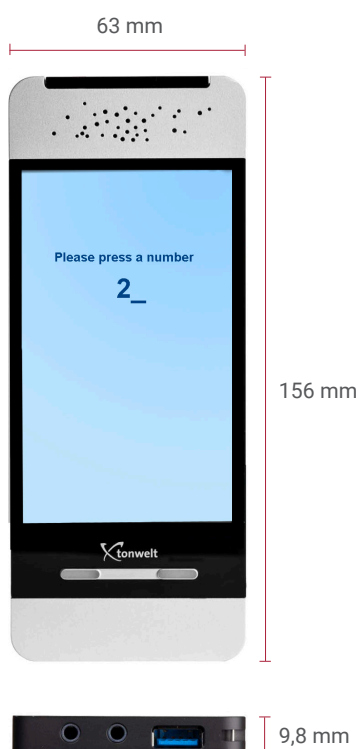 63 mm
Please press a number
2_
156 mm
tonwelt
9,8 mm